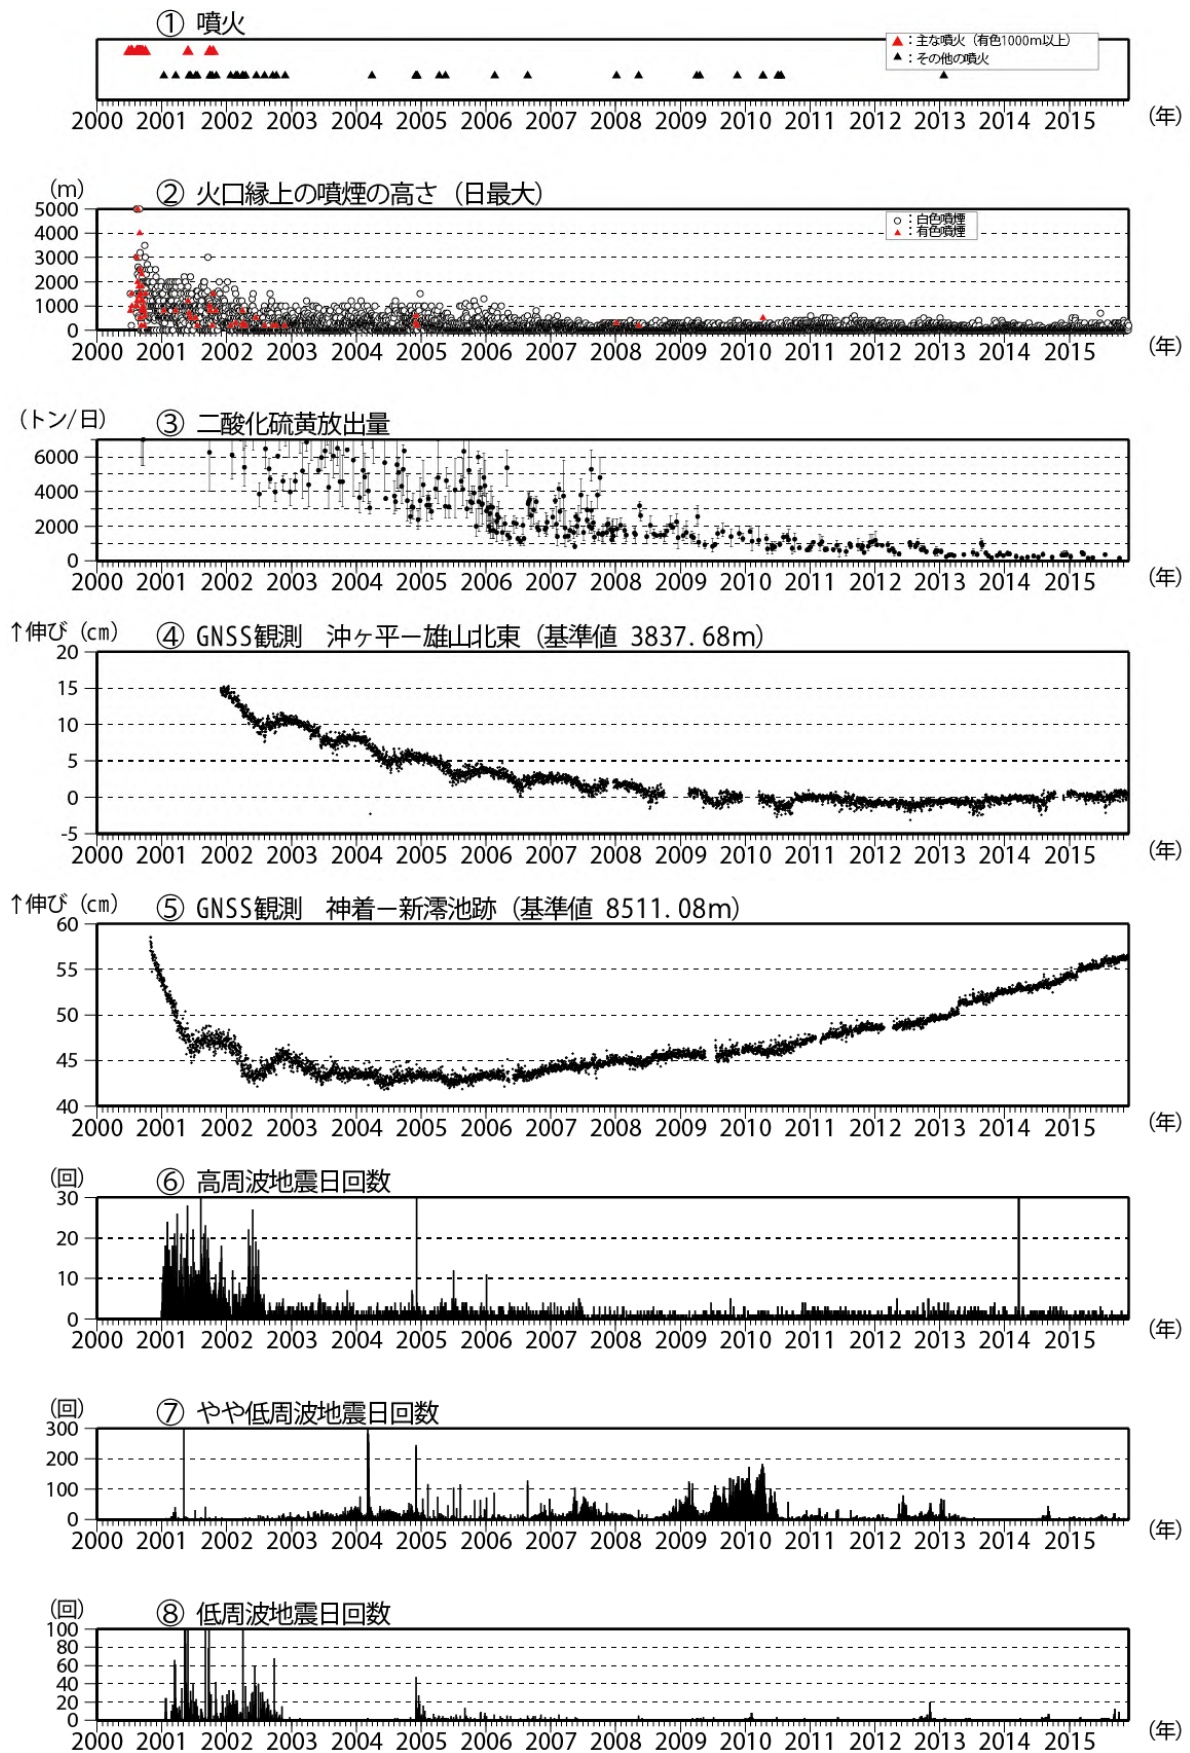 ① 噴火
▲：主な噴火（有色1000m以上）
▲：その他の噴火
2000 2001 2002 2003 2004 2005 2006 2007 2008 2009 2010 2011 2012 2013 2014 2015 （年）
（m） ② 火口縁上の噴煙の高さ（日最大）
○：白色噴煙
▲：有色噴煙
5000
4000
3000
2000
1000
0
2000 2001 2002 2003 2004 2005 2006 2007 2008 2009 2010 2011 2012 2013 2014 2015 （年）
（トン/日） ③ 二酸化硫黄放出量
6000
4000
2000
0
2000 2001 2002 2003 2004 2005 2006 2007 2008 2009 2010 2011 2012 2013 2014 2015 （年）
↑伸び（cm） ④ GNSS観測 沖ヶ平－雄山北東（基準値 3837.68m）
20
15
10
5
0
-5
2000 2001 2002 2003 2004 2005 2006 2007 2008 2009 2010 2011 2012 2013 2014 2015 （年）
↑伸び（cm） ⑤ GNSS観測 神着－新澪池跡（基準値 8511.08m）
60
55
50
45
40
2000 2001 2002 2003 2004 2005 2006 2007 2008 2009 2010 2011 2012 2013 2014 2015 （年）
（回） ⑥ 高周波地震日回数
30
20
10
0
2000 2001 2002 2003 2004 2005 2006 2007 2008 2009 2010 2011 2012 2013 2014 2015 （年）
（回） ⑦ やや低周波地震日回数
300
200
100
0
2000 2001 2002 2003 2004 2005 2006 2007 2008 2009 2010 2011 2012 2013 2014 2015 （年）
（回） ⑧ 低周波地震日回数
100
80
60
40
20
0
2000 2001 2002 2003 2004 2005 2006 2007 2008 2009 2010 2011 2012 2013 2014 2015 （年）